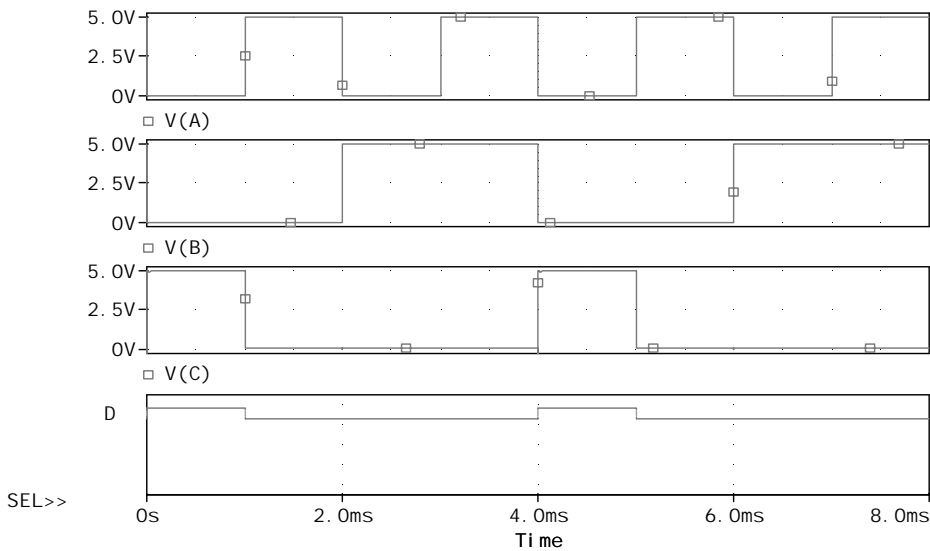 5.0V
2.5V
0V
V(A)
5.0V
2.5V
0V
V(B)
5.0V
2.5V
0V
V(C)
D
SEL>>
0s 2.0ms 4.0ms 6.0ms 8.0ms
Time